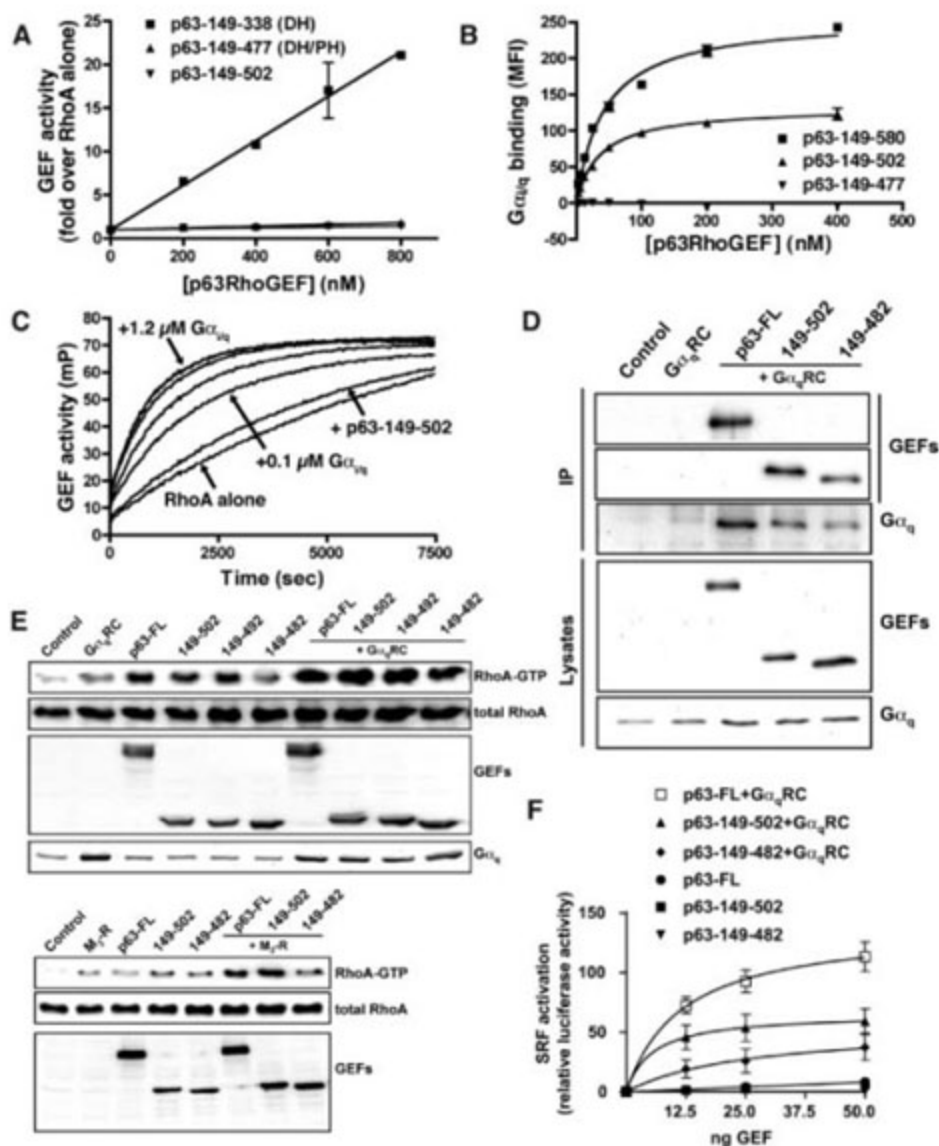 A
p63-149-338 (DH)
p63-149-477 (DH/PH)
p63-149-502
GEF activity
(fold over RhoA alone)
25
20
15
10
5
0
0 200 400 600 800
[p63RhoGEF] (nM)
B
Gαi/q binding (MFI)
250
200
150
100
50
0
-50
p63-149-580
p63-149-502
p63-149-477
100 200 300 400 500
[p63RhoGEF] (nM)
C
GEF activity (mP)
80
70
60
50
40
30
20
10
0
+1.2 µM Gαi/q
+ p63-149-502
+0.1 µM Gαi/q
RhoA alone
0 2500 5000 7500
Time (sec)
D
Control
GαqRC
p63-FL
149-502
149-482
+ GαqRC
IP
GEFs
Gαq
Lysates
GEFs
Gαq
E
Control
GαqRC
p63-FL
149-502
149-492
149-482
p63-FL
149-502
149-492
149-482
+ GαqRC
RhoA-GTP
total RhoA
GEFs
Gαq
Control
p63-FL
149-502
149-482
p63-FL
149-502
149-482
RhoA-GTP
total RhoA
GEFs
F
p63-FL+GαqRC
p63-149-502+GαqRC
p63-149-482+GαqRC
p63-FL
p63-149-502
p63-149-482
SRF activation
(relative luciferase activity)
150
100
50
0
12.5 25.0 37.5 50.0
ng GEF